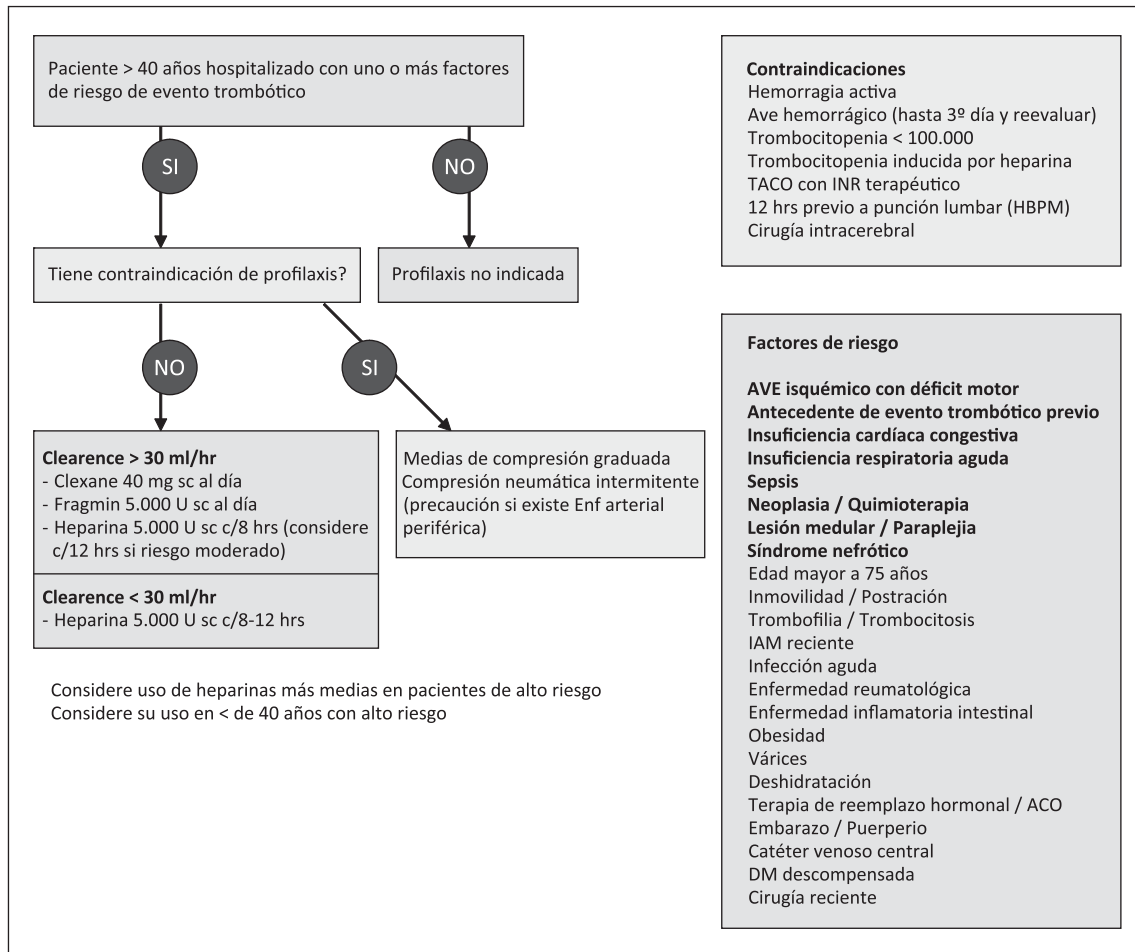 Paciente > 40 años hospitalizado con uno o más factores
de riesgo de evento trombótico
SI
NO
Tiene contraindicación de profilaxis?
Profilaxis no indicada
NO
SI
Clearence > 30 ml/hr
- Clexane 40 mg sc al día
- Fragmin 5.000 U sc al día
- Heparina 5.000 U sc c/8 hrs (considere
c/12 hrs si riesgo moderado)
Clearence < 30 ml/hr
- Heparina 5.000 U sc c/8-12 hrs
Medias de compresión graduada
Compresión neumática intermitente
(precaución si existe Enf arterial
periférica)
Considere uso de heparinas más medias en pacientes de alto riesgo
Considere su uso en < de 40 años con alto riesgo
Contraindicaciones
Hemorragia activa
Ave hemorrágico (hasta 3º día y reevaluar)
Trombocitopenia < 100.000
Trombocitopenia inducida por heparina
TACO con INR terapéutico
12 hrs previo a punción lumbar (HBPM)
Cirugía intracerebral
Factores de riesgo
AVE isquémico con déficit motor
Antecedente de evento trombótico previo
Insuficiencia cardíaca congestiva
Insuficiencia respiratoria aguda
Sepsis
Neoplasia / Quimioterapia
Lesión medular / Paraplejia
Síndrome nefrótico
Edad mayor a 75 años
Inmovilidad / Postración
Trombofilia / Trombocitosis
IAM reciente
Infección aguda
Enfermedad reumatológica
Enfermedad inflamatoria intestinal
Obesidad
Várices
Deshidratación
Terapia de reemplazo hormonal / ACO
Embarazo / Puerperio
Catéter venoso central
DM descompensada
Cirugía reciente